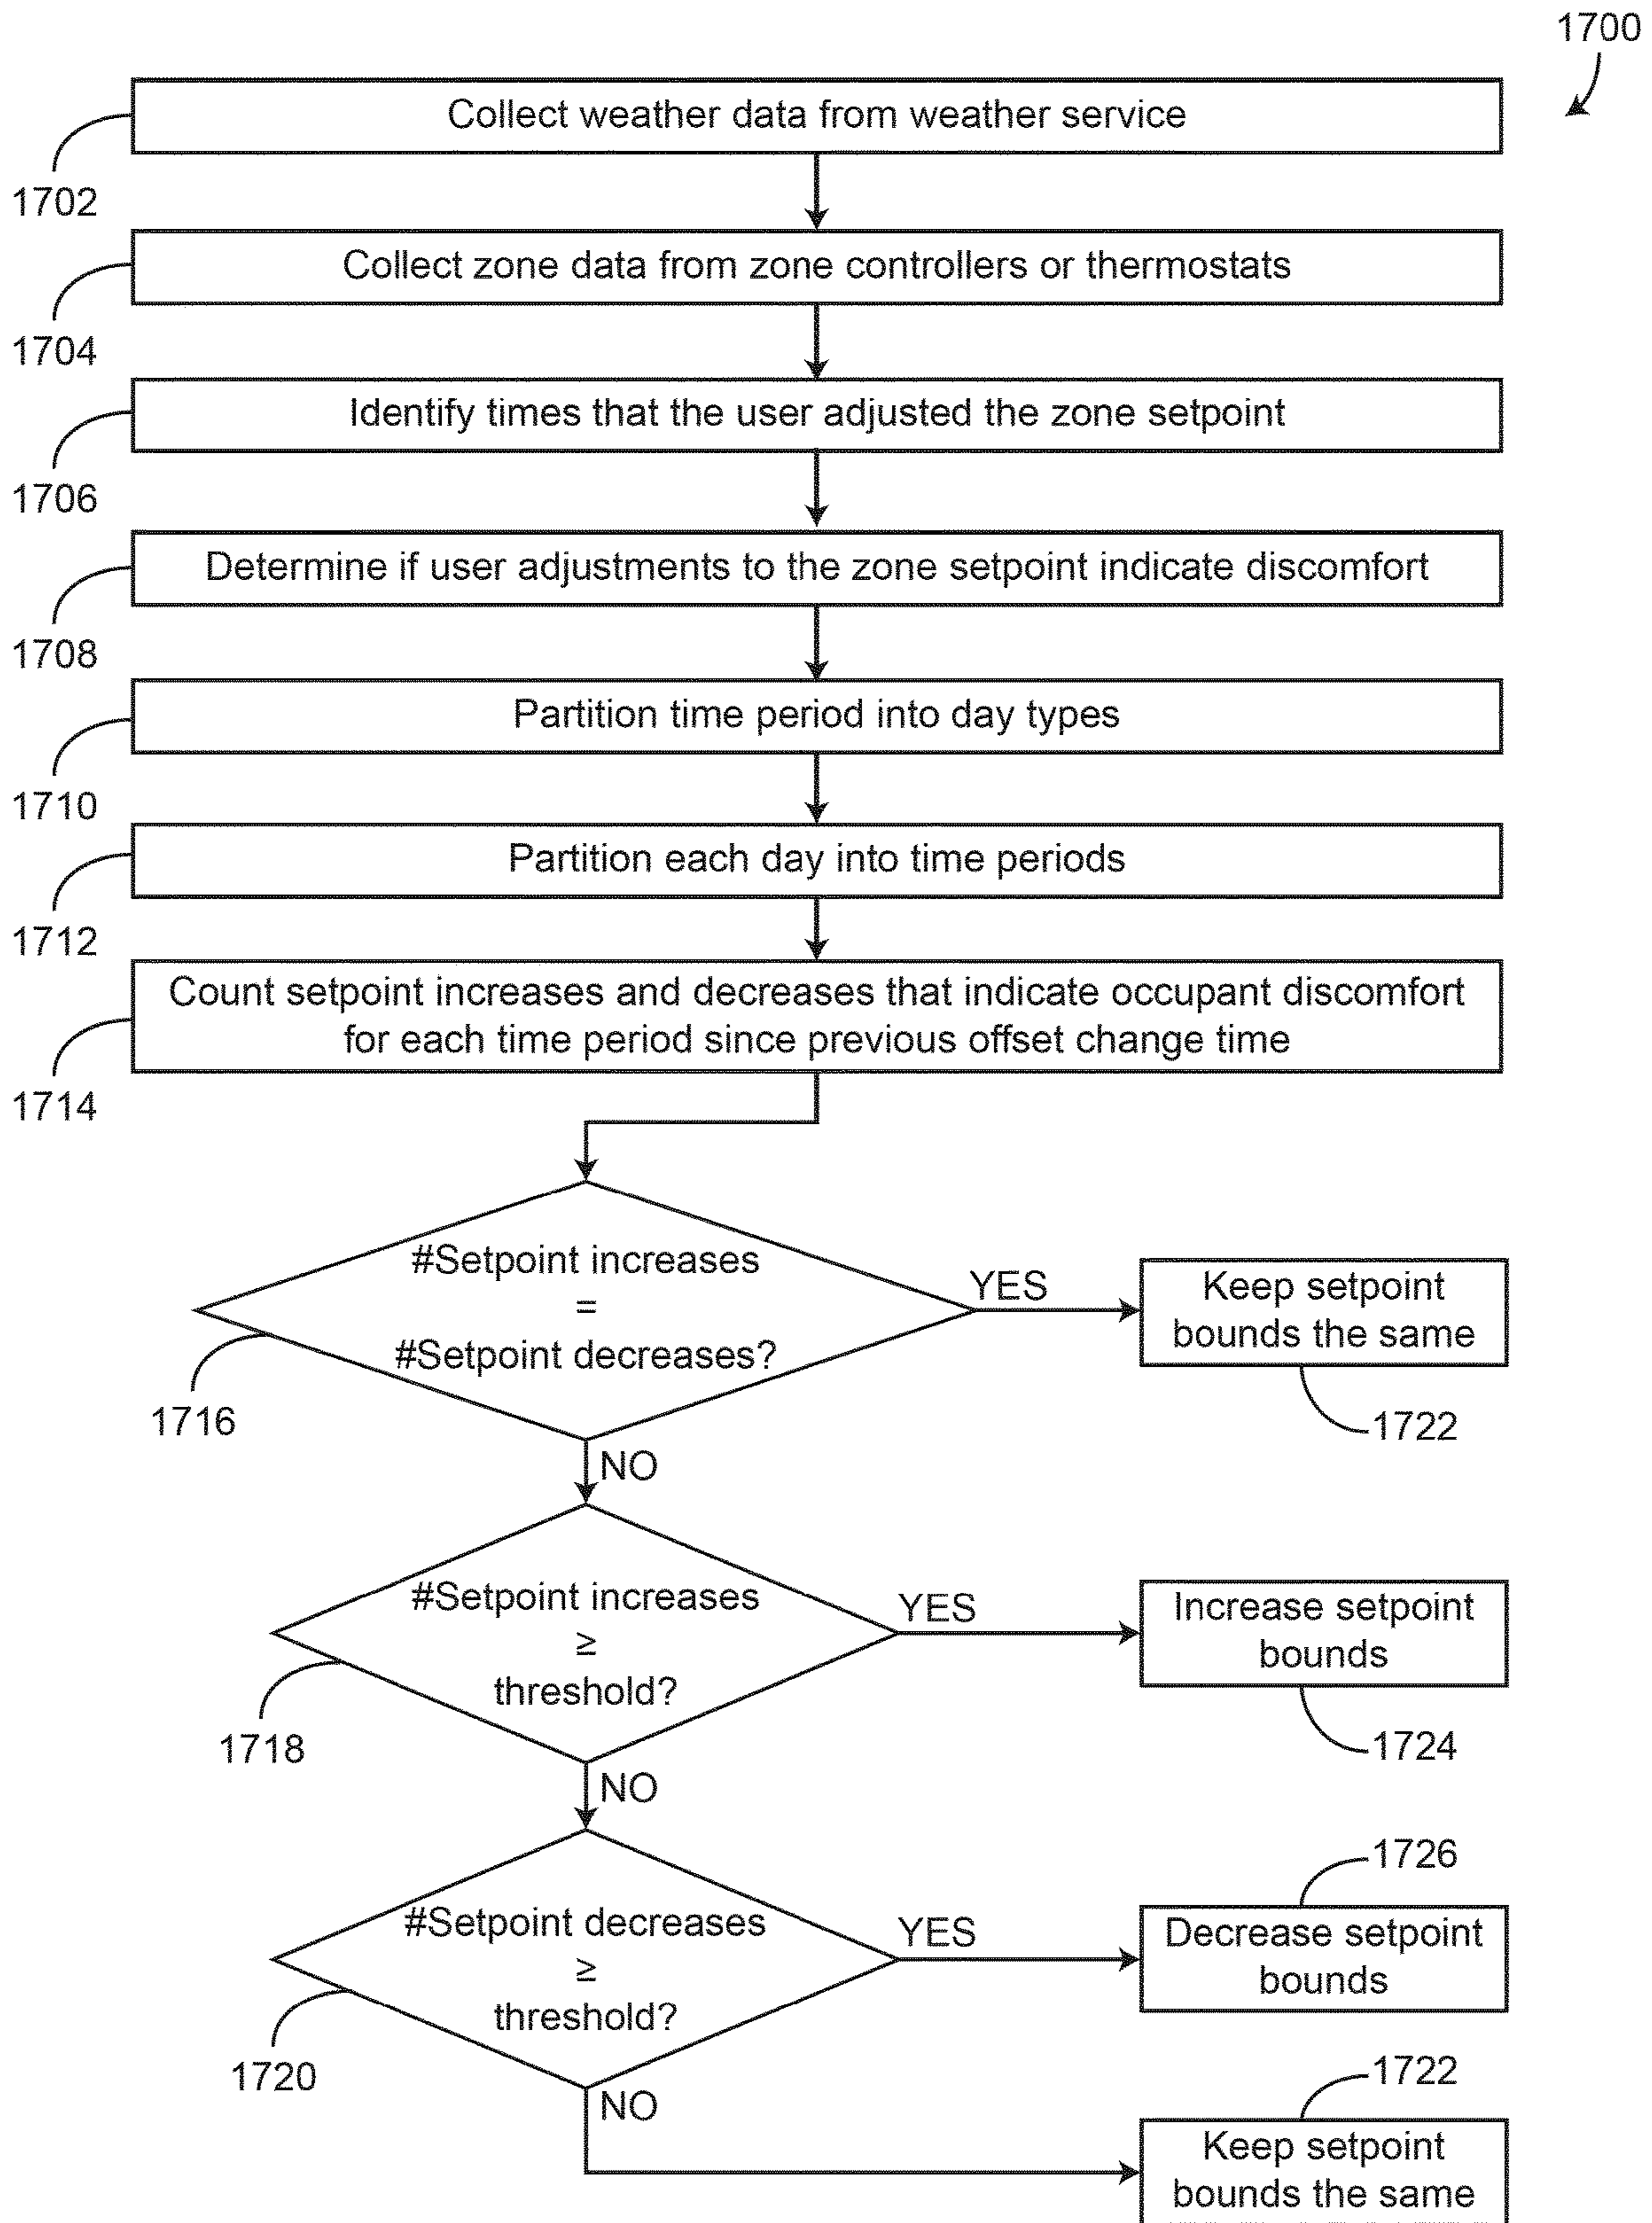 1700
Collect weather data from weather service
1702
Collect zone data from zone controllers or thermostats
1704
Identify times that the user adjusted the zone setpoint
1706
Determine if user adjustments to the zone setpoint indicate discomfort
1708
Partition time period into day types
1710
Partition each day into time periods
1712
Count setpoint increases and decreases that indicate occupant discomfort
for each time period since previous offset change time
1714
#Setpoint increases
=
#Setpoint decreases?
1716
YES
Keep setpoint
bounds the same
1722
NO
#Setpoint increases
≥
threshold?
1718
YES
Increase setpoint
bounds
1724
NO
#Setpoint decreases
≥
threshold?
1720
YES
1726
Decrease setpoint
bounds
NO
1722
Keep setpoint
bounds the same